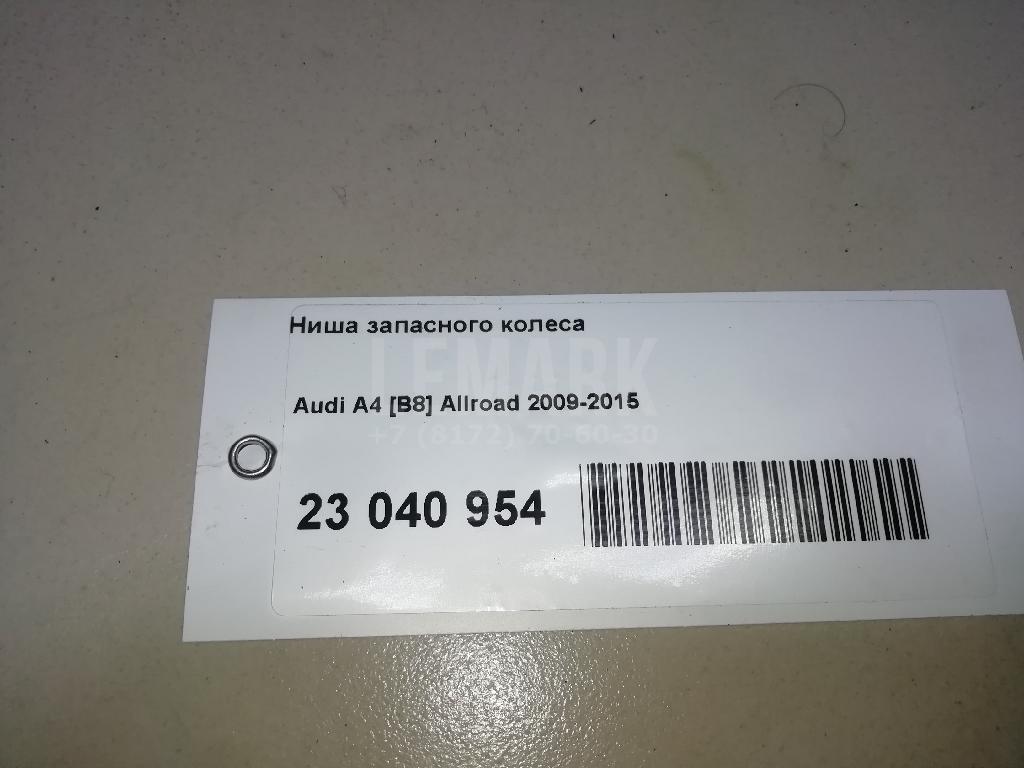 Ниша запасного колеса
LEMARK
Audi A4 [B8] Allroad 2009-2015
+7 (8172) 70-60-30
23 040 954